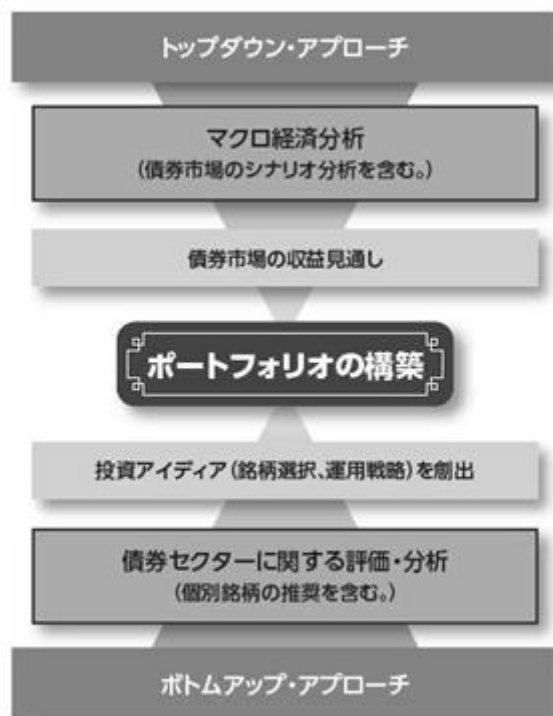 トップダウン・アプローチ
マクロ経済分析
(債券市場のシナリオ分析を含む。)
債券市場の収益見通し
ポートフォリオの構築
投資アイディア(銘柄選択、運用戦略)を創出
債券セクターに関する評価・分析
(個別銘柄の推奨を含む。)
ボトムアップ・アプローチ